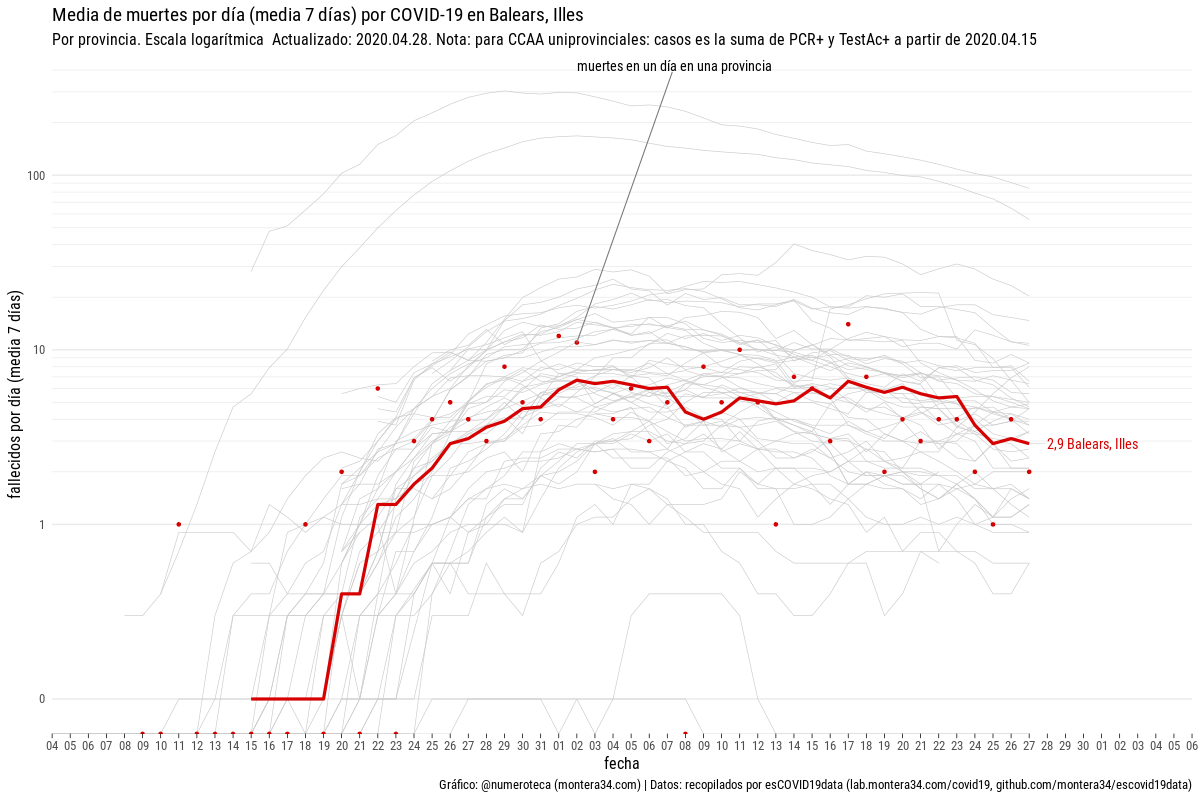 Media de muertes por día (media 7 días) por COVID-19 en Balears, Illes
Por provincia. Escala logarítmica  Actualizado: 2020.04.28. Nota: para CCAA uniprovinciales: casos es la suma de PCR+ y TestAc+ a partir de 2020.04.15
muertes en un día en una provincia
100
10
1
0
fallecidos por día (media 7 días)
2,9 Balears, Illes
04 05 06 07 08 09 10 11 12 13 14 15 16 17 18 19 20 21 22 23 24 25 26 27 28 29 30 31 01 02 03 04 05 06 07 08 09 10 11 12 13 14 15 16 17 18 19 20 21 22 23 24 25 26 27 28 29 30 01 02 03 04 05 06
fecha
Gráfico: @numeroteca (montera34.com) | Datos: recopilados por esCOVID19data (lab.montera34.com/covid19, github.com/montera34/escovid19data)